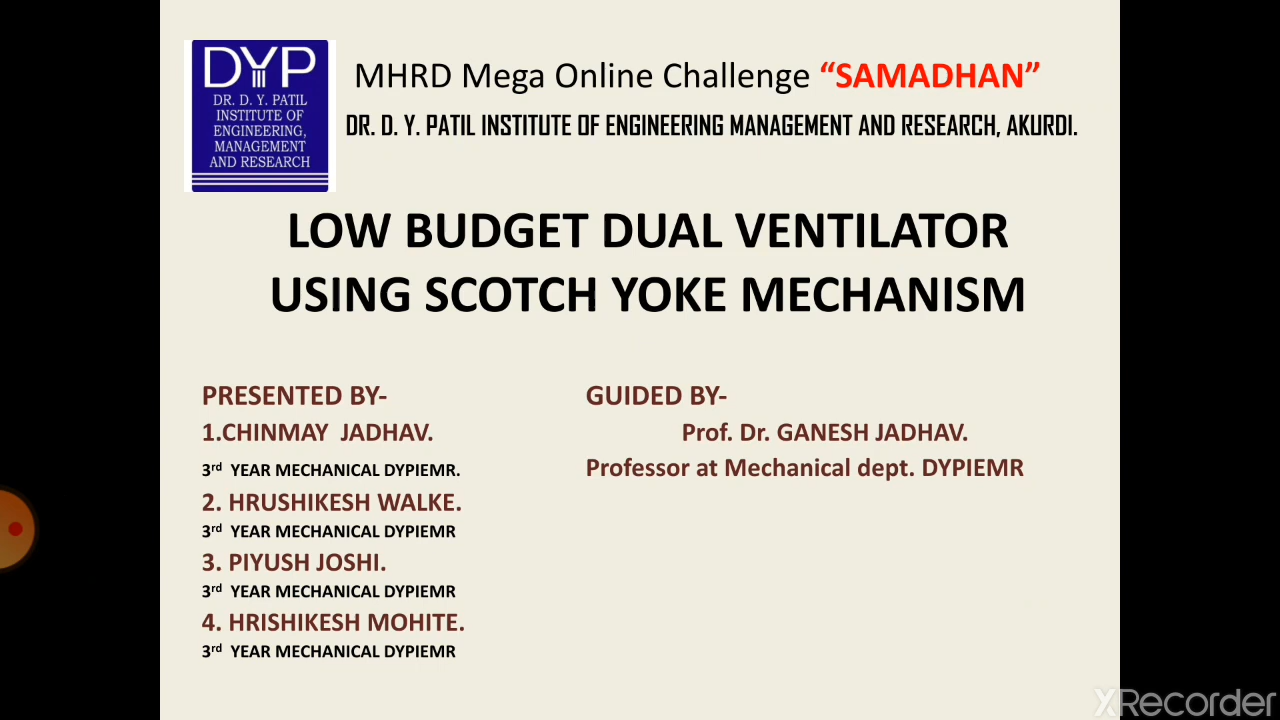 DYP
DR. D. Y. PATIL
INSTITUTE OF
ENGINEERING,
MANAGEMENT
AND RESEARCH
MHRD Mega Online Challenge “SAMADHAN”
DR. D. Y. PATIL INSTITUTE OF ENGINEERING MANAGEMENT AND RESEARCH, AKURDI.
LOW BUDGET DUAL VENTILATOR
USING SCOTCH YOKE MECHANISM
PRESENTED BY-
1.CHINMAY JADHAV.
3rd YEAR MECHANICAL DYPIEMR.
2. HRUSHIKESH WALKE.
3rd YEAR MECHANICAL DYPIEMR
3. PIYUSH JOSHI.
3rd YEAR MECHANICAL DYPIEMR
4. HRISHIKESH MOHITE.
3rd YEAR MECHANICAL DYPIEMR
GUIDED BY-
Prof. Dr. GANESH JADHAV.
Professor at Mechanical dept. DYPIEMR
XRecorder